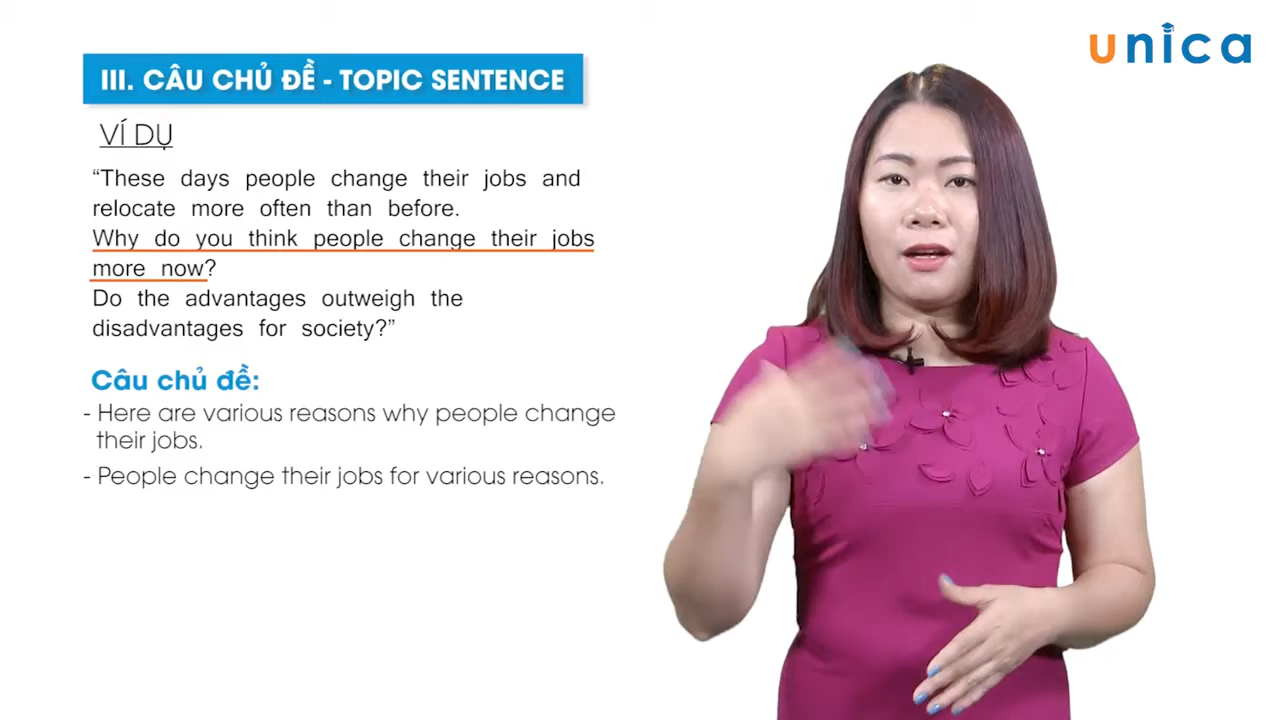 unica
III. CÂU CHỦ ĐỀ - TOPIC SENTENCE
VÍ DỤ
“These days people change their jobs and
relocate more often than before.
Why do you think people change their jobs
more now?
Do the advantages outweigh the
disadvantages for society?”
Câu chủ đề:
- Here are various reasons why people change
their jobs.
- People change their jobs for various reasons.